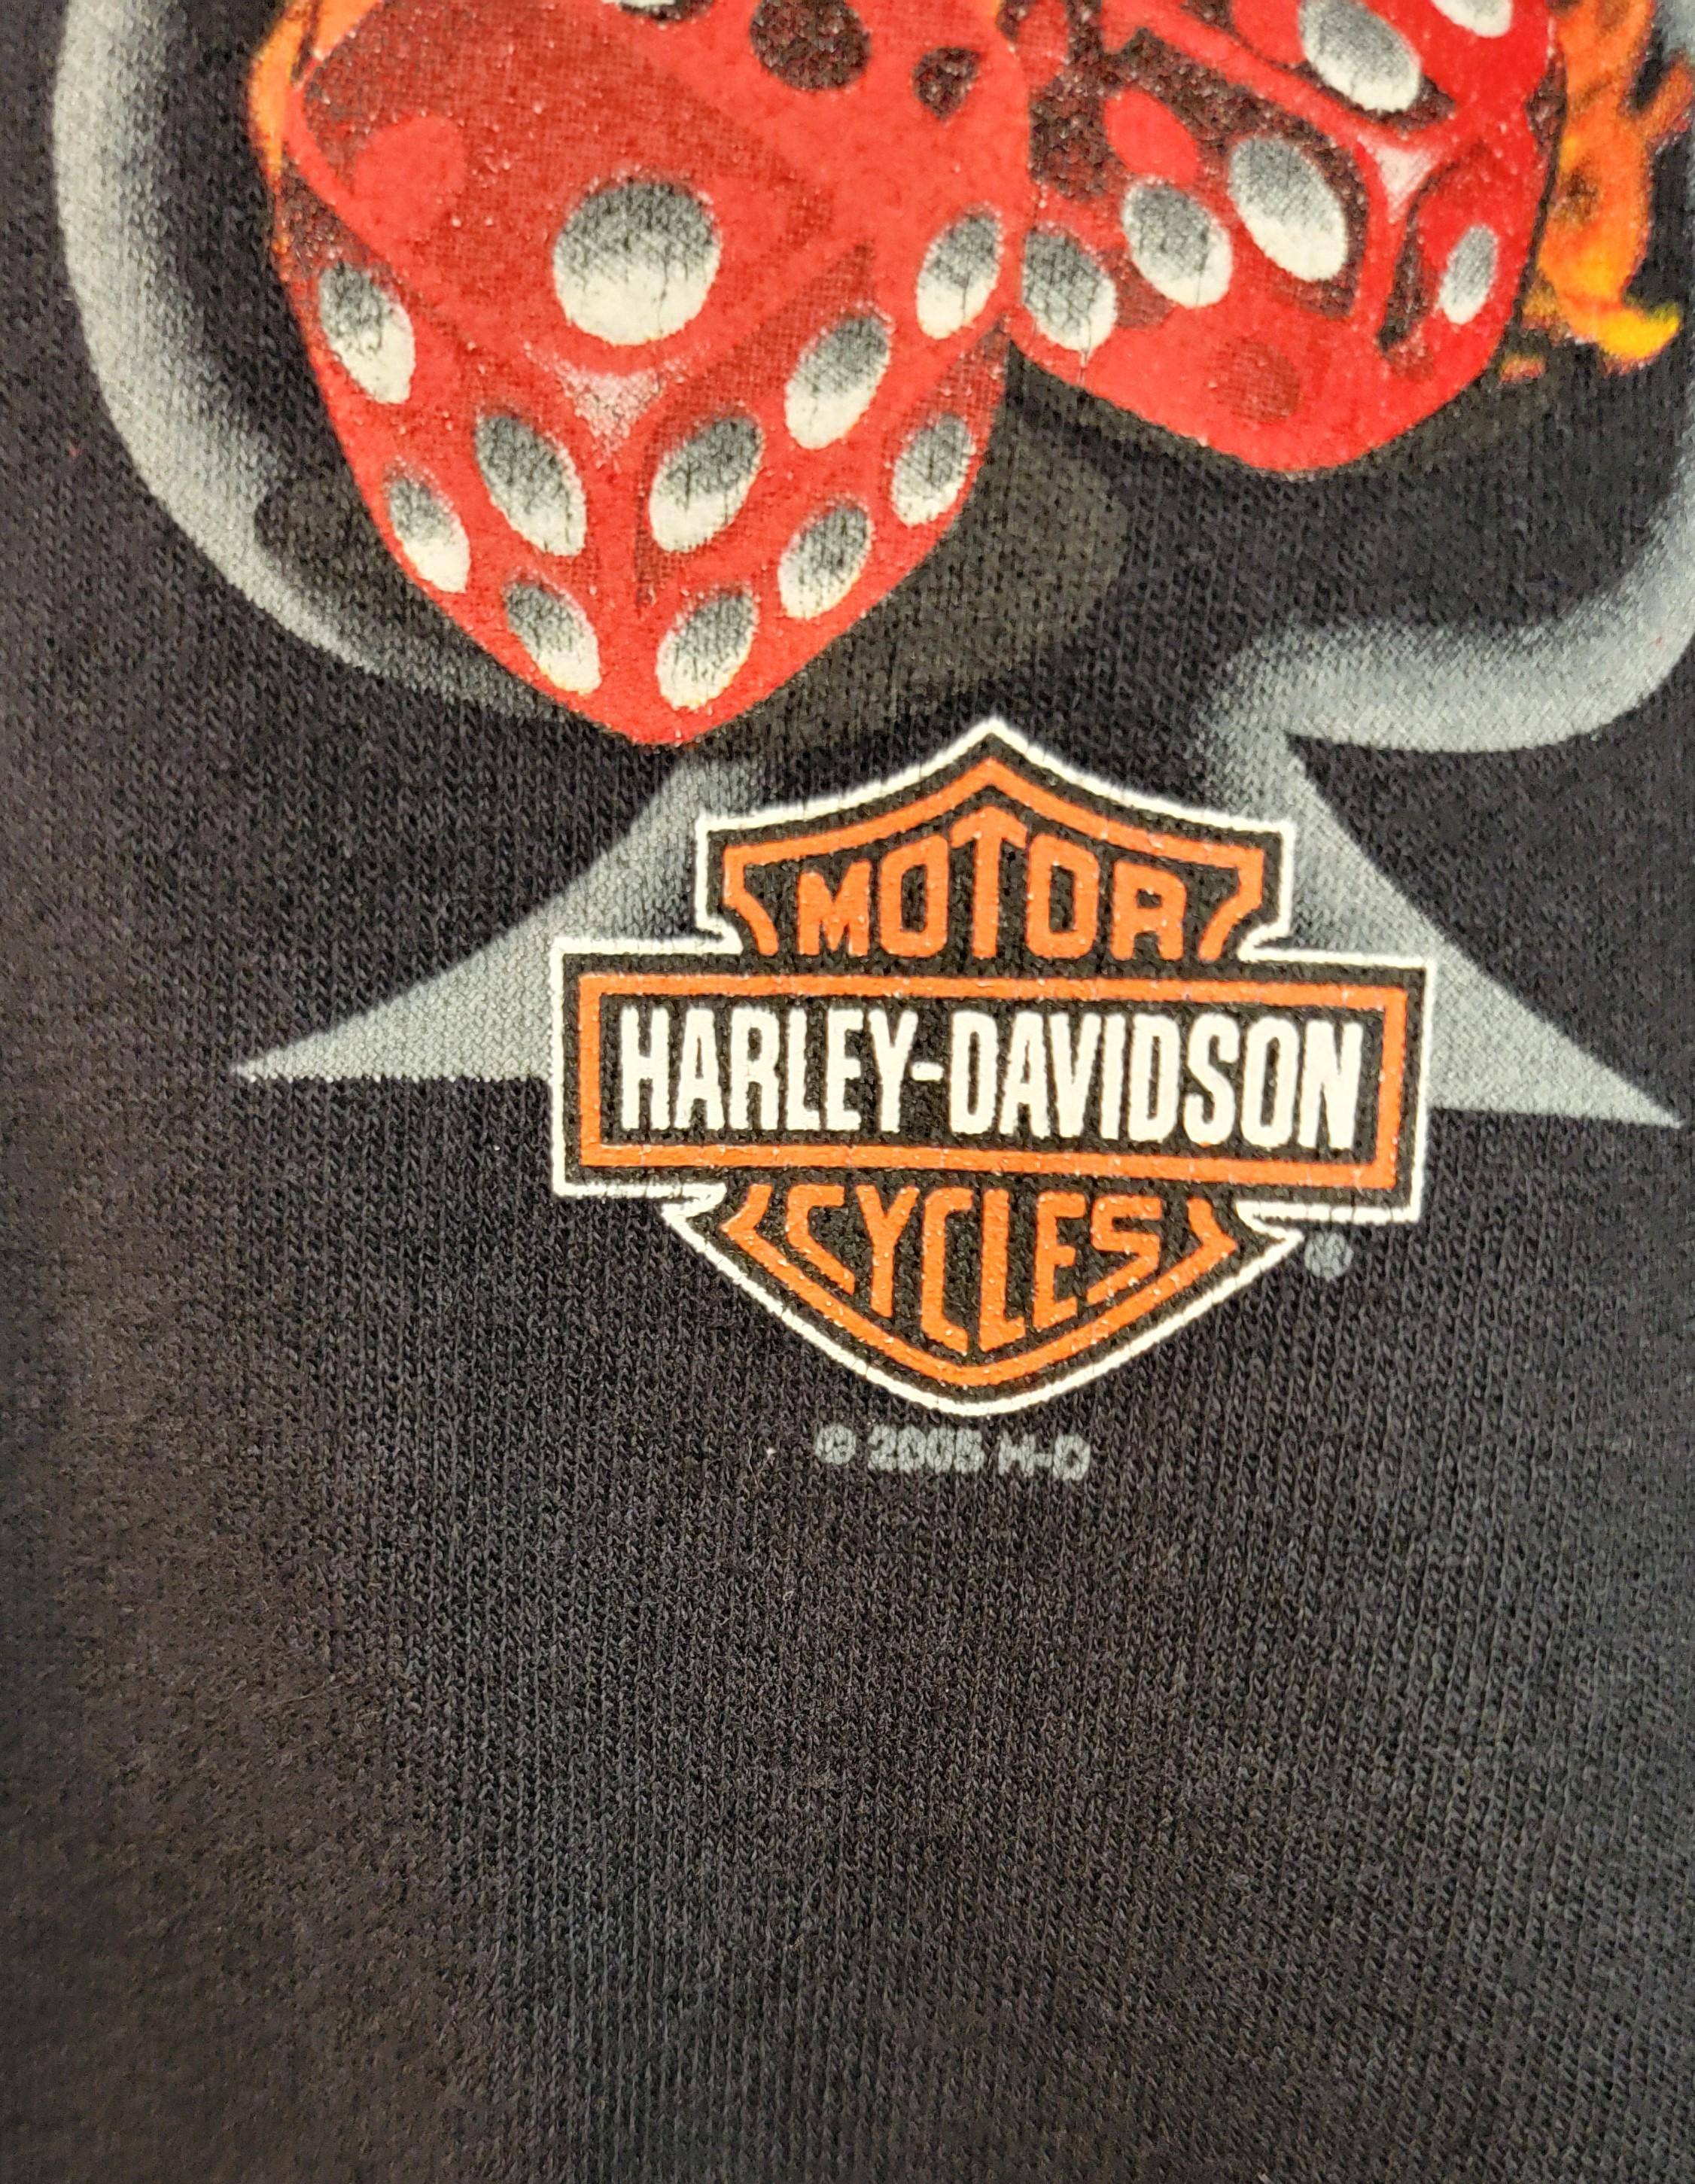 MOTOR
HARLEY-DAVIDSON
CYCLES
®
© 2005 H-D